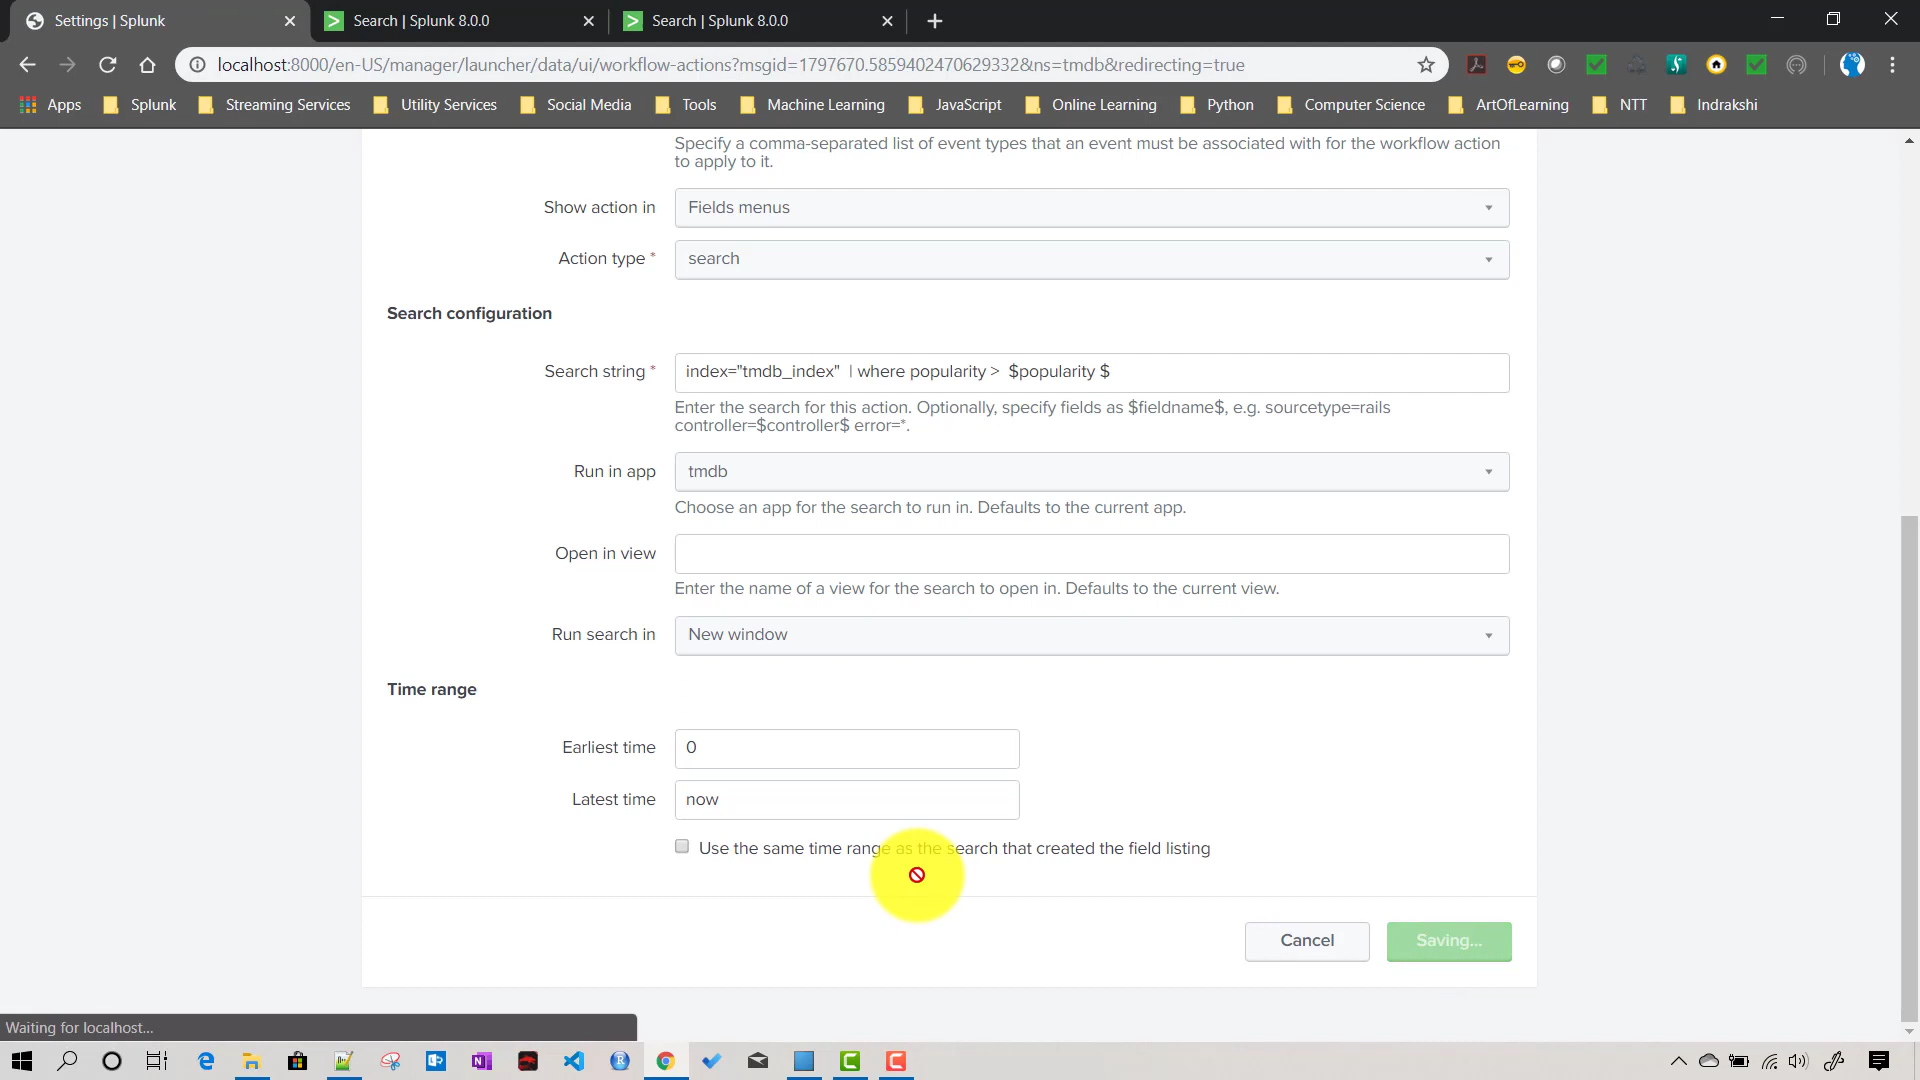 Settings | Splunk
Search | Splunk 8.0.0
Search | Splunk 8.0.0
localhost:8000/en-US/manager/launcher/data/ui/workflow-actions?msgid=1797670.5859402470629332&ns=tmdb&redirecting=true
Apps
Splunk
Streaming Services
Utility Services
Social Media
Tools
Machine Learning
JavaScript
Online Learning
Python
Computer Science
ArtOfLearning
NTT
Indrakshi
Specify a comma-separated list of event types that an event must be associated with for the workflow action
to apply to it.
Show action in
Fields menus
Action type *
search
Search configuration
Search string *
index="tmdb_index" | where popularity > $popularity $
Enter the search for this action. Optionally, specify fields as $fieldname$, e.g. sourcetype=rails
controller=$controller$ error=*.
Run in app
tmdb
Choose an app for the search to run in. Defaults to the current app.
Open in view
Enter the name of a view for the search to open in. Defaults to the current view.
Run search in
New window
Time range
Earliest time
0
Latest time
now
Use the same time range as the search that created the field listing
Cancel
Saving...
Waiting for localhost...